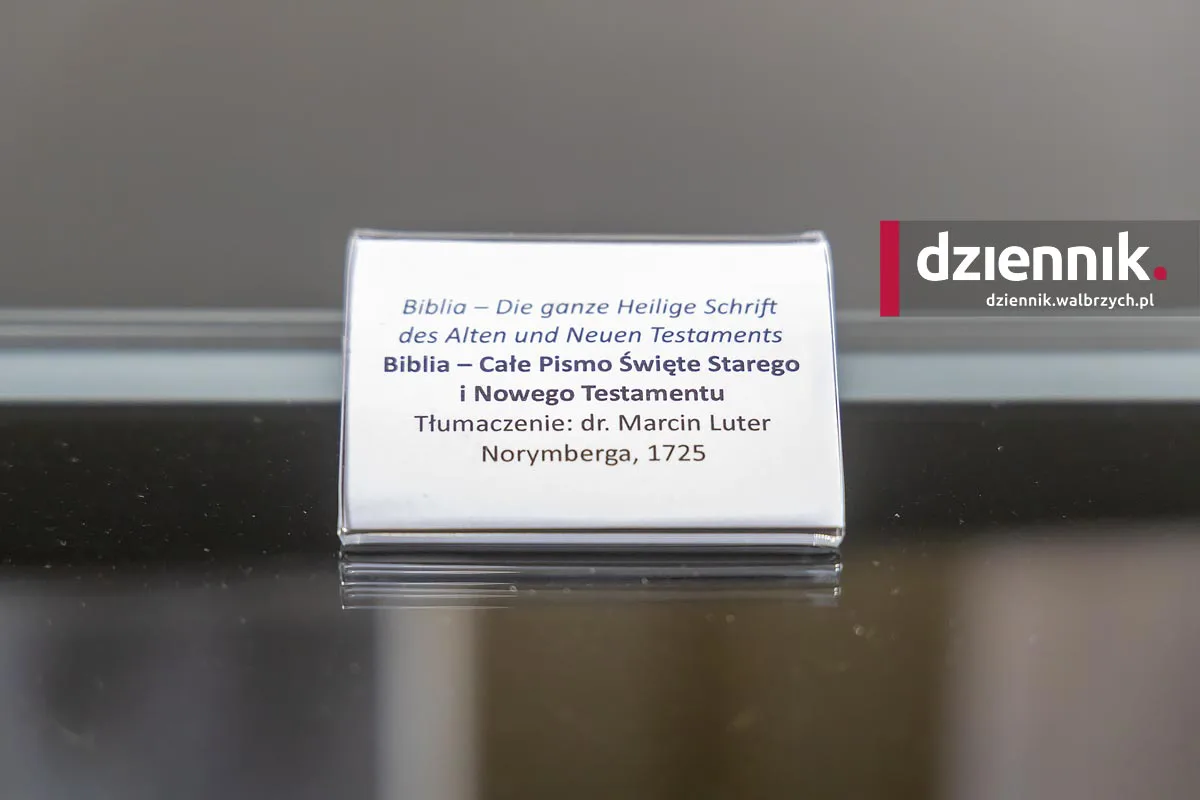 Biblia – Die ganze Heilige Schrift
des Alten und Neuen Testaments
Biblia – Całe Pismo Święte Starego
i Nowego Testamentu
Tłumaczenie: dr. Marcin Luter
Norymberga, 1725
dziennik.
dziennik.walbrzych.pl